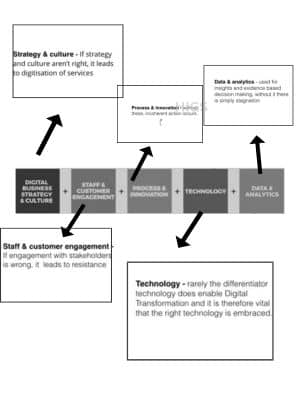 Strategy & culture - If strategy
and culture aren't right, it leads
to digitisation of services
Data & analytics - used for
insights and evidence based
decision making, without it there
is simply stagnation
Process & Innovation -
these, incoherent action occurs
DIGITAL
BUSINESS
STRATEGY
& CULTURE
+
STAFF &
CUSTOMER
ENGAGEMENT
+
PROCESS &
INNOVATION
+
TECHNOLOGY
+
DATA &
ANALYTICS
Staff & customer engagement -
If engagement with stakeholders
is wrong, it leads to resistance
Technology - rarely the differentiator
technology does enable Digital
Transformation and it is therefore vital
that the right technology is embraced.